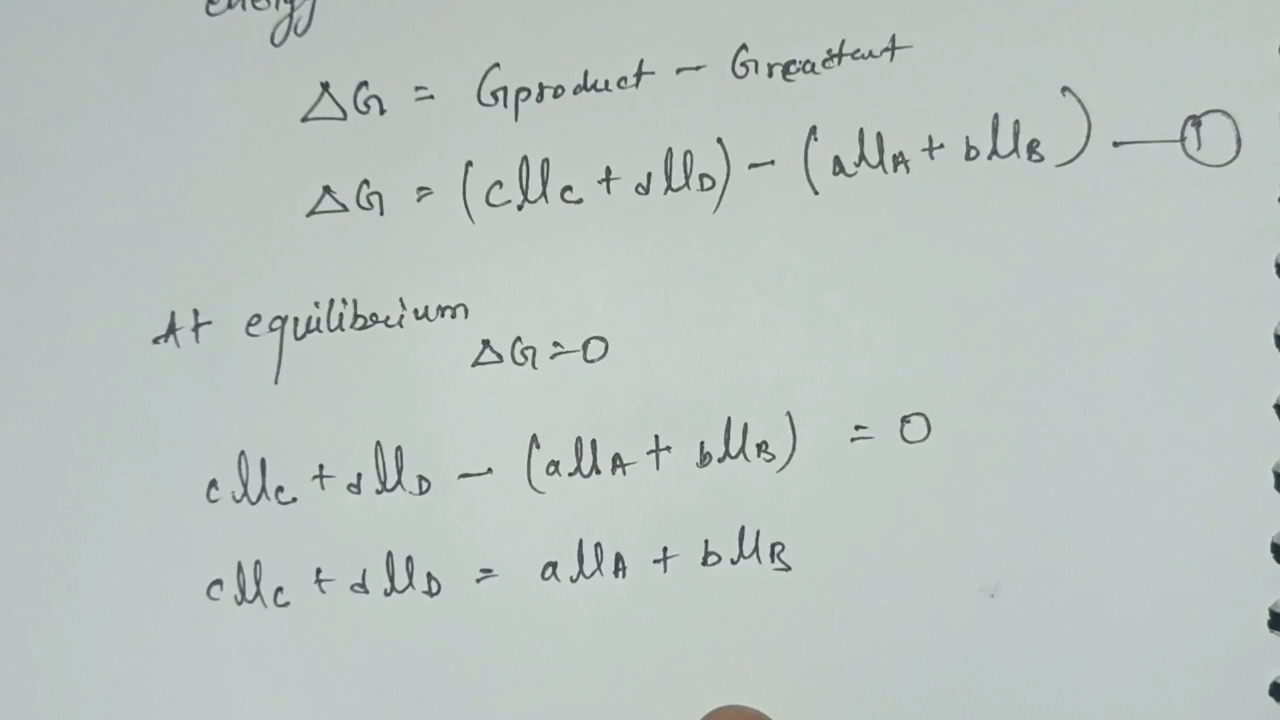 energy
ΔG = Gproduct - Greactant
ΔG = (cμc + dμD) - (aμA + bμB) — ①
At equilibrium
ΔG = 0
cμc + dμD - (aμA + bμB) = 0
cμc + dμD = aμA + bμB